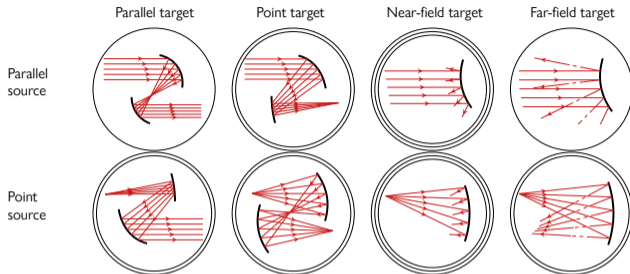 Parallel target
Point target
Near-field target
Far-field target
Parallel
source
Point
source